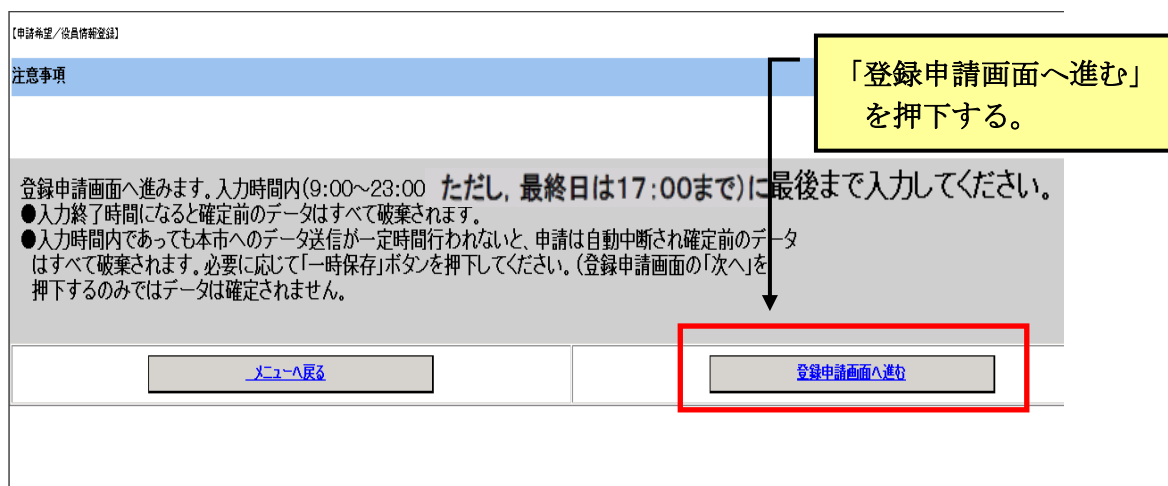 【申請希望/役員情報登録】
注意事項
「登録申請画面へ進む」
を押下する。
登録申請画面へ進みます。入力時間内(9:00~23:00 ただし,最終日は17:00まで)に最後まで入力してください。
●入力終了時間になると確定前のデータはすべて破棄されます。
●入力時間内であっても本市へのデータ送信が一定時間行われないと、申請は自動中断され確定前のデータ
はすべて破棄されます。必要に応じて「一時保存」ボタンを押下してください。(登録申請画面の「次へ」を
押下するのみではデータは確定されません。
メニューへ戻る
登録申請画面へ進む